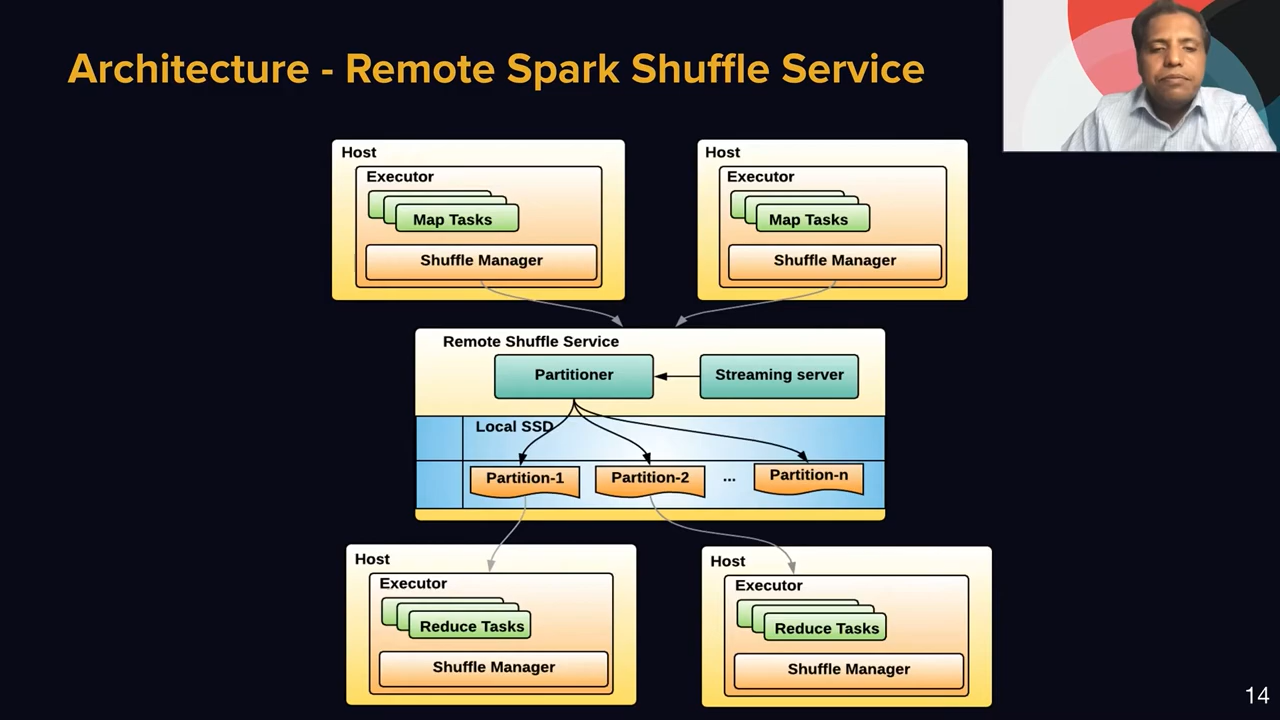 Architecture - Remote Spark Shuffle Service
Host
Executor
Map Tasks
Shuffle Manager
Host
Executor
Map Tasks
Shuffle Manager
Remote Shuffle Service
Partitioner
Streaming server
Local SSD
Partition-1
Partition-2
...
Partition-n
Host
Executor
Reduce Tasks
Shuffle Manager
Host
Executor
Reduce Tasks
Shuffle Manager
14